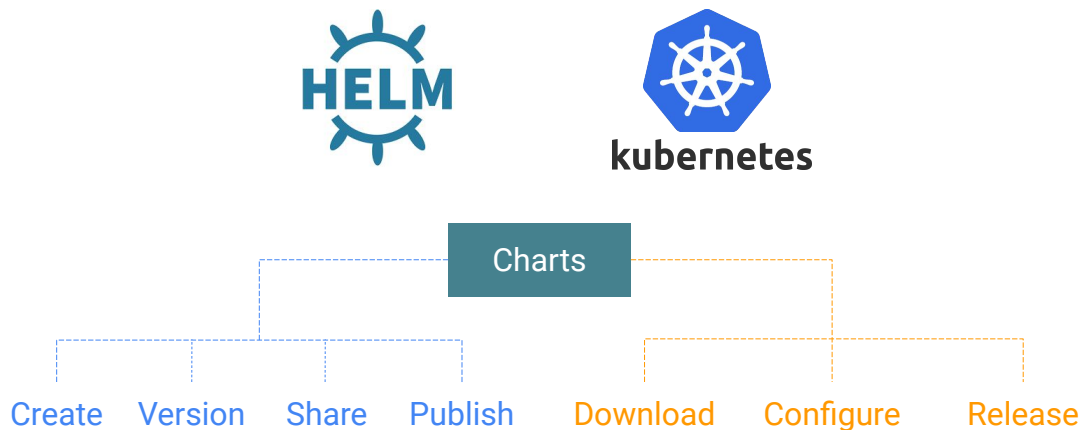 HELM
kubernetes
Charts
Create Version Share Publish Download Configure Release